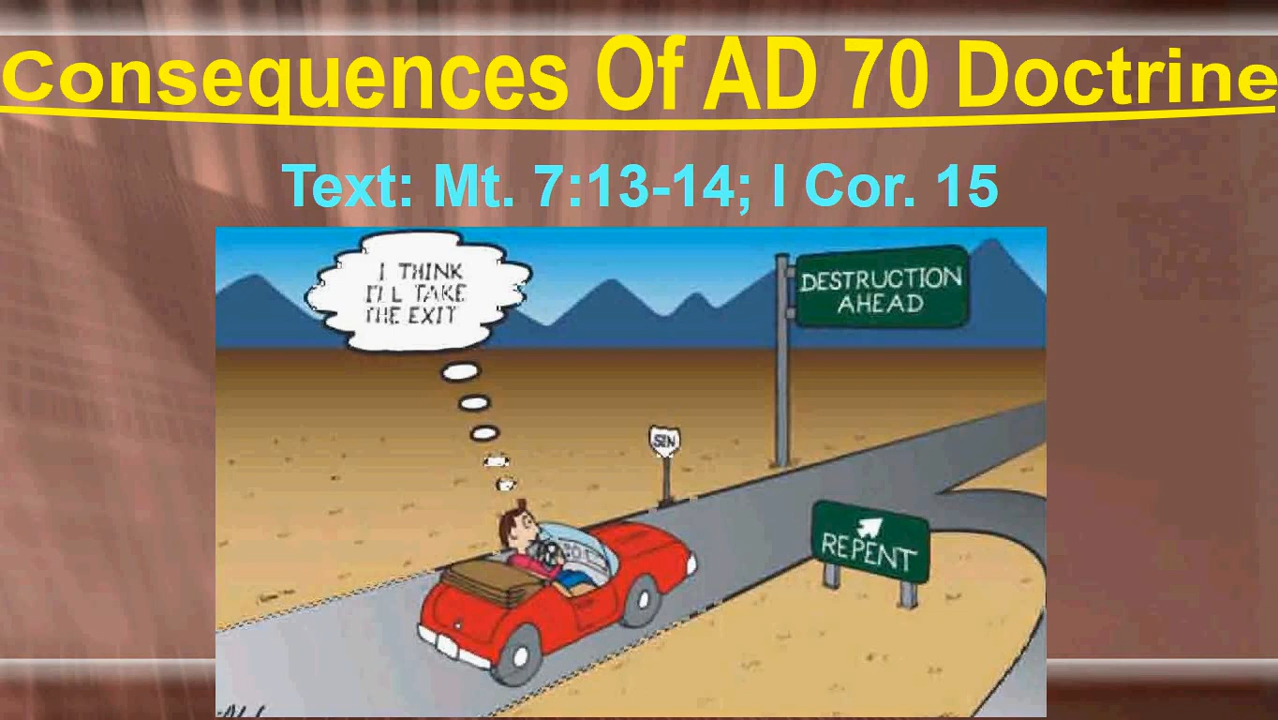 Consequences Of AD 70 Doctrine
Text: Mt. 7:13-14; I Cor. 15
I THINK
I'LL TAKE
THE EXIT
DESTRUCTION
AHEAD
SIN
REPENT